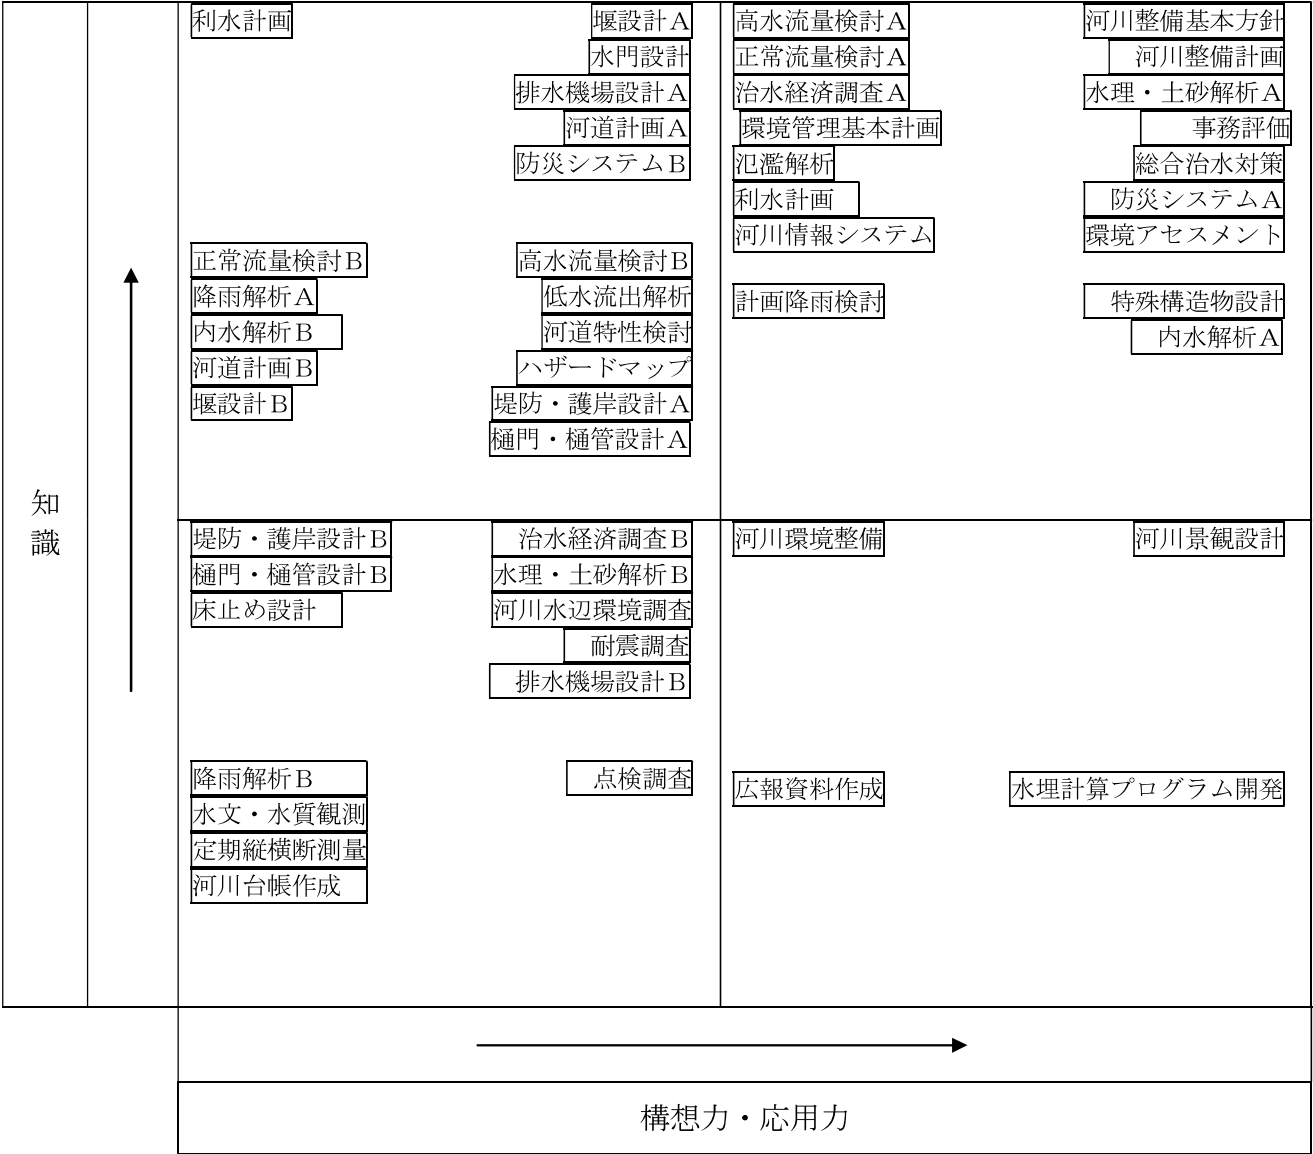 利水計画
堰設計A
水門設計
排水機場設計A
河道計画A
防災システムB
高水流量検討A
正常流量検討A
治水経済調査A
環境管理基本計画
氾濫解析
利水計画
河川情報システム
計画降雨検討
河川整備基本方針
河川整備計画
水理・土砂解析A
事務評価
総合治水対策
防災システムA
環境アセスメント
特殊構造物設計
内水解析A
正常流量検討B
降雨解析A
内水解析B
河道計画B
堰設計B
高水流量検討B
低水流出解析
河道特性検討
ハザードマップ
堤防・護岸設計A
樋門・樋管設計A
知
識
堤防・護岸設計B
樋門・樋管設計B
床止め設計
治水経済調査B
水理・土砂解析B
河川水辺環境調査
耐震調査
排水機場設計B
河川環境整備
河川景観設計
降雨解析B
水文・水質観測
定期縦横断測量
河川台帳作成
点検調査
広報資料作成
水埋計算プログラム開発
構想力・応用力